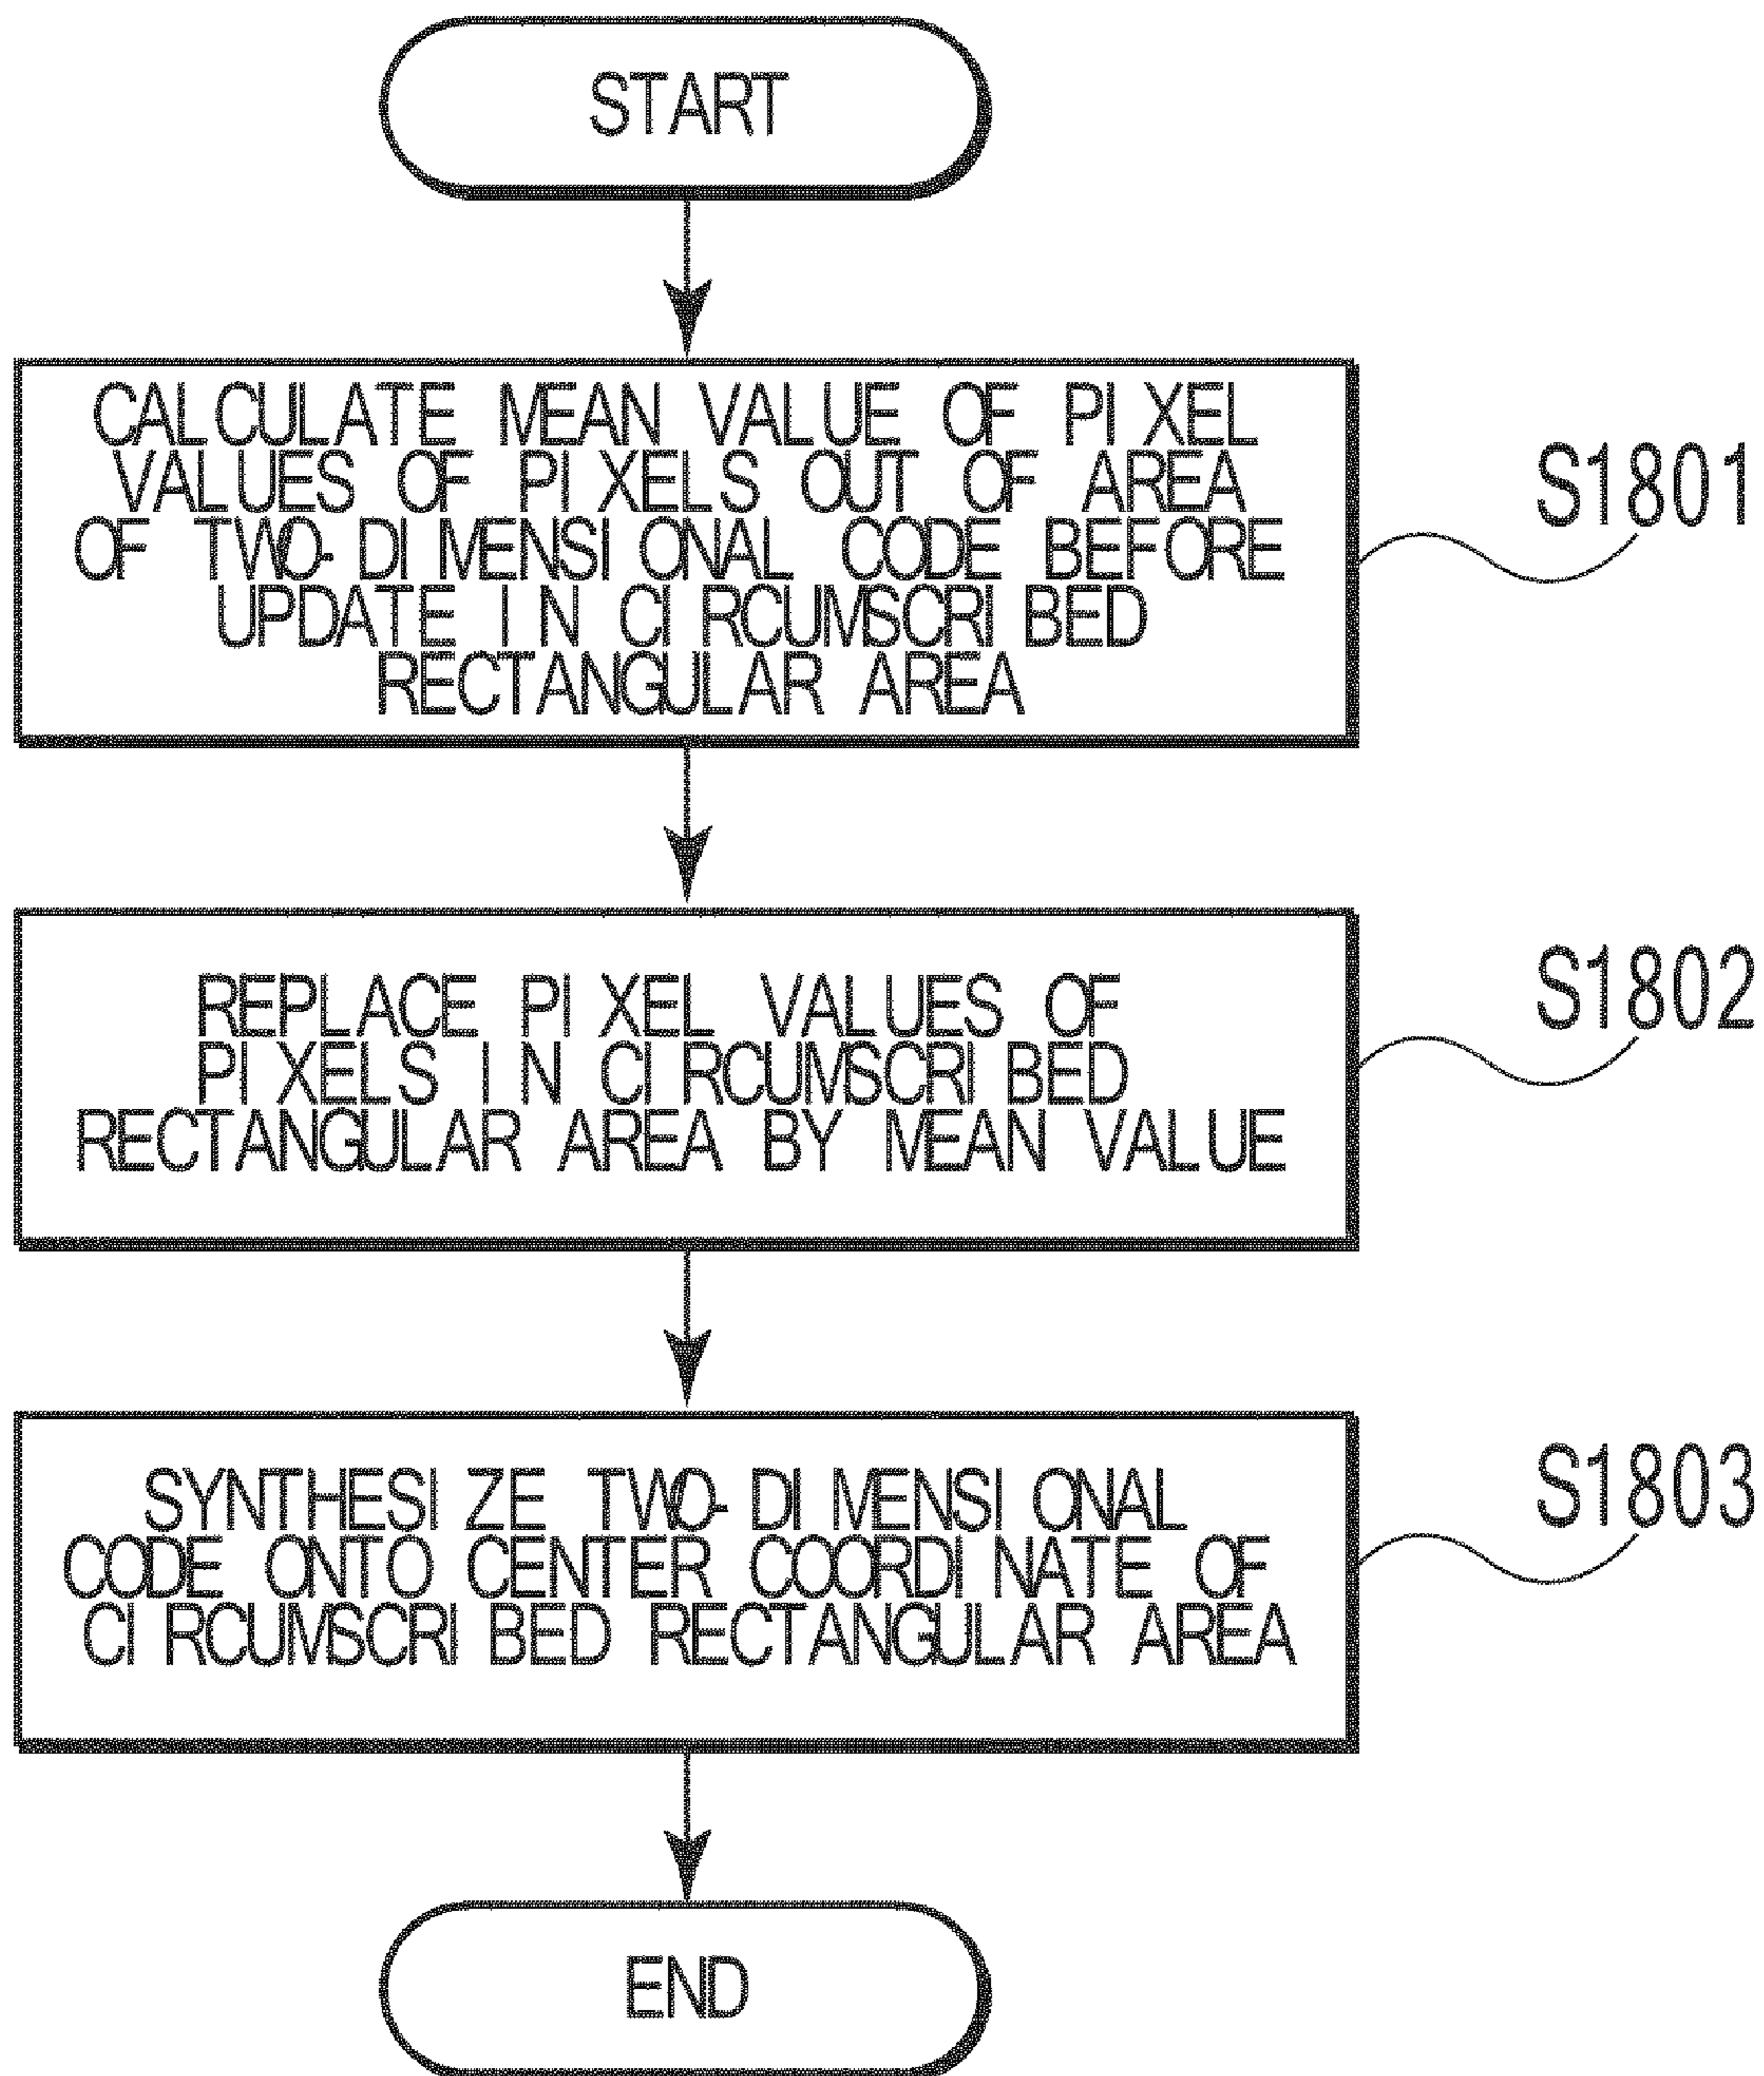 START
CALCULATE MEAN VALUE OF PIXEL
VALUES OF PIXELS OUT OF AREA
OF TWO-DIMENSIONAL CODE BEFORE
UPDATE IN CIRCUMSCRIBED
RECTANGULAR AREA
S1801
REPLACE PIXEL VALUES OF
PIXELS IN CIRCUMSCRIBED
RECTANGULAR AREA BY MEAN VALUE
S1802
SYNTHESIZE TWO-DIMENSIONAL
CODE ONTO CENTER COORDINATE OF
CIRCUMSCRIBED RECTANGULAR AREA
S1803
END